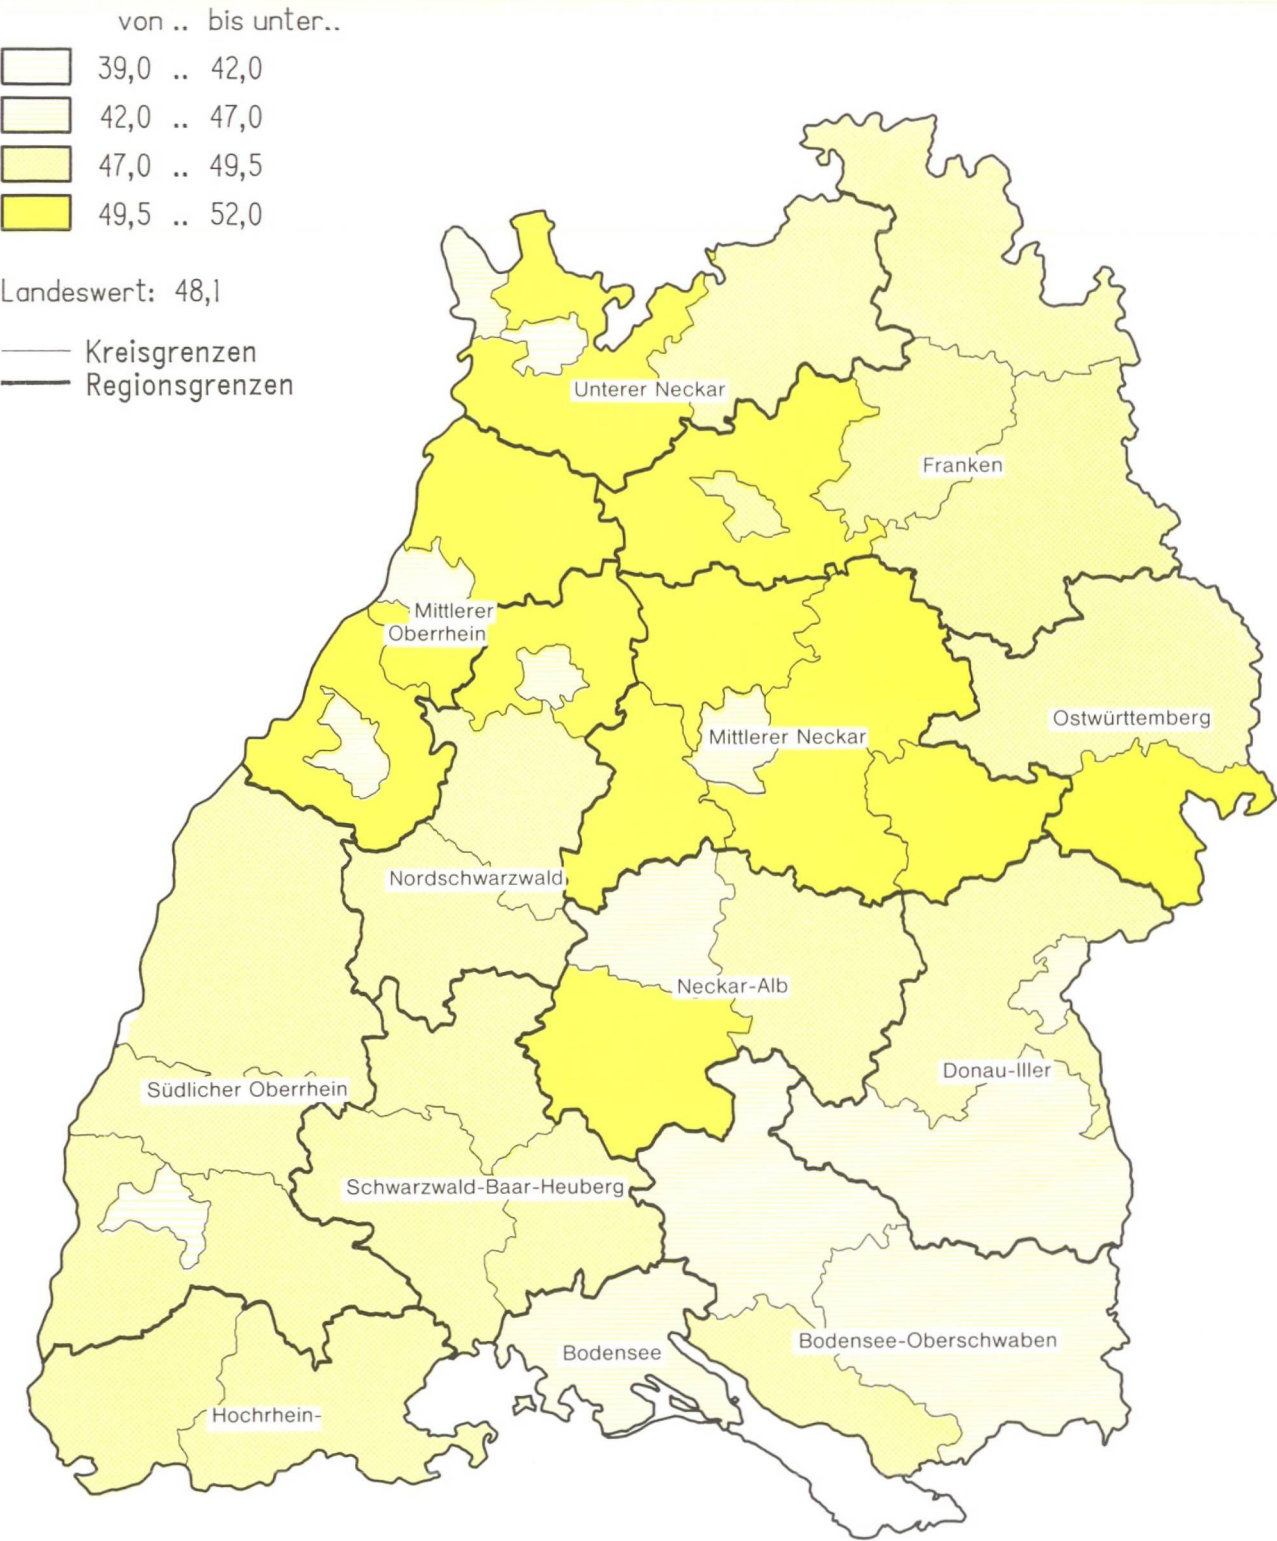 von .. bis unter..
39,0 .. 42,0
42,0 .. 47,0
47,0 .. 49,5
49,5 .. 52,0
Landeswert: 48,1
Kreisgrenzen
Regionsgrenzen
Unterer Neckar
Franken
Mittlerer
Oberrhein
Ostwürttemberg
Mittlerer Neckar
Nordschwarzwald
Neckar-Alb
Donau-Iller
Südlicher Oberrhein
Schwarzwald-Baar-Heuberg
Bodensee-Oberschwaben
Bodensee
Hochrhein-